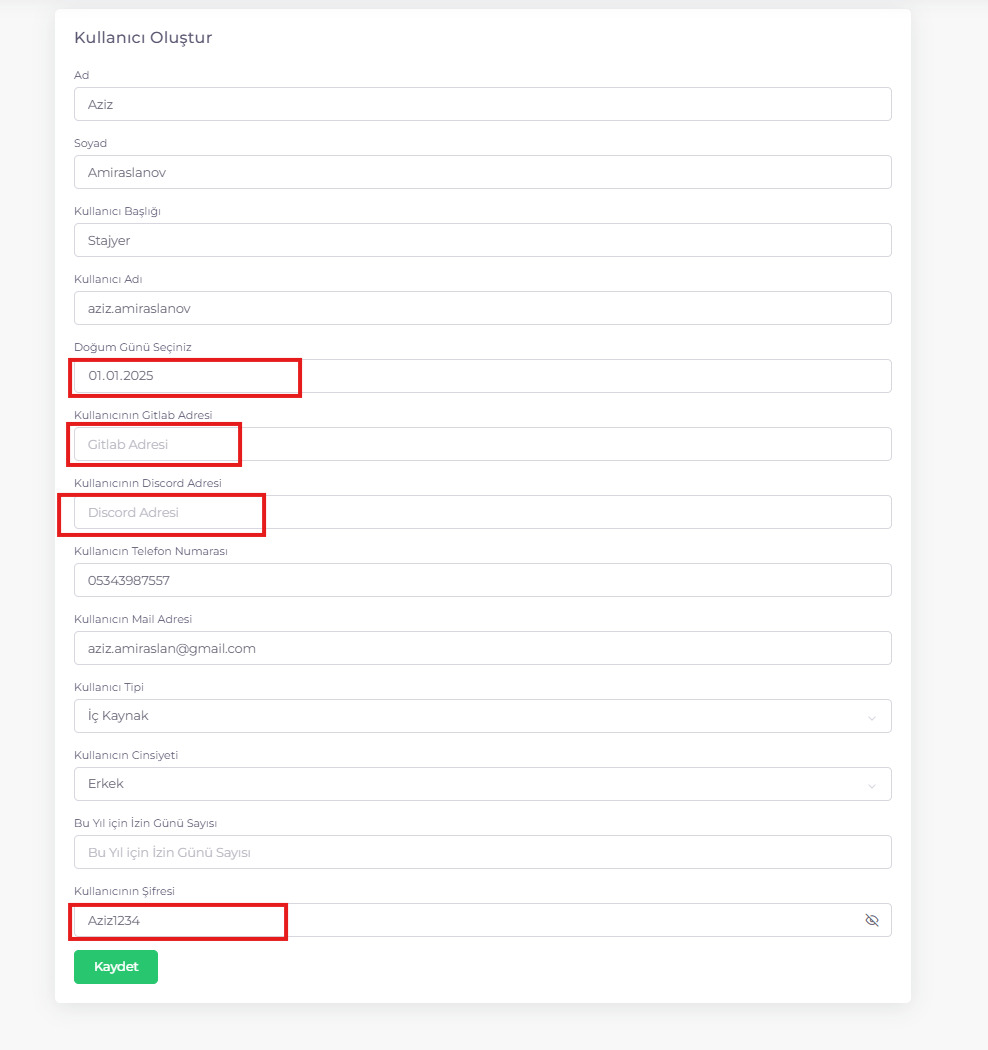 Kullanıcı Oluştur
Ad
Aziz
Soyad
Amiraslanov
Kullanıcı Başlığı
Stajyer
Kullanıcı Adı
aziz.amiraslanov
Doğum Günü Seçiniz
01.01.2025
Kullanıcının Gitlab Adresi
Gitlab Adresi
Kullanıcının Discord Adresi
Discord Adresi
Kullanıcın Telefon Numarası
05343987557
Kullanıcın Mail Adresi
aziz.amiraslan@gmail.com
Kullanıcı Tipi
İç Kaynak
Kullanıcın Cinsiyeti
Erkek
Bu Yıl için İzin Günü Sayısı
Bu Yıl için İzin Günü Sayısı
Kullanıcının Şifresi
Aziz1234
Kaydet